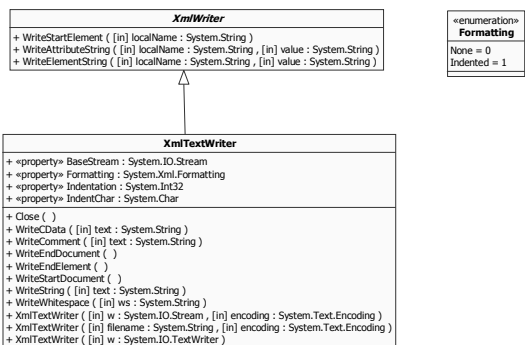 XmlWriter
+ WriteStartElement ( [in] localName : System.String )
+ WriteAttributeString ( [in] localName : System.String , [in] value : System.String )
+ WriteElementString ( [in] localName : System.String , [in] value : System.String )
«enumeration»
Formatting
None = 0
Indented = 1
XmlTextWriter
+ «property» BaseStream : System.IO.Stream
+ «property» Formatting : System.Xml.Formatting
+ «property» Indentation : System.Int32
+ «property» IndentChar : System.Char
+ Close ( )
+ WriteCData ( [in] text : System.String )
+ WriteComment ( [in] text : System.String )
+ WriteEndDocument ( )
+ WriteEndElement ( )
+ WriteStartDocument ( )
+ WriteString ( [in] text : System.String )
+ WriteWhitespace ( [in] ws : System.String )
+ XmlTextWriter ( [in] w : System.IO.Stream , [in] encoding : System.Text.Encoding )
+ XmlTextWriter ( [in] filename : System.String , [in] encoding : System.Text.Encoding )
+ XmlTextWriter ( [in] w : System.IO.TextWriter )